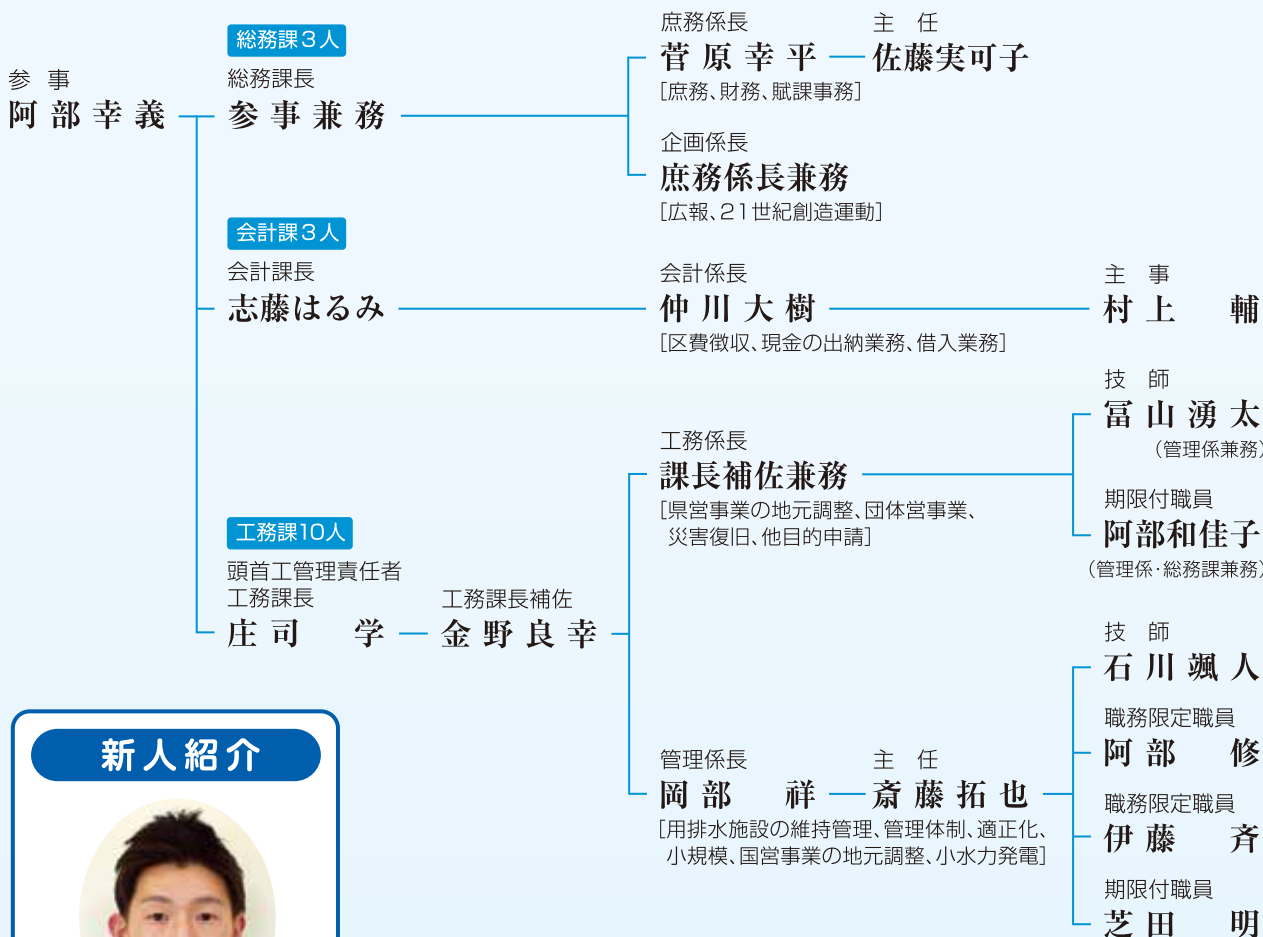 参 事
阿 部 幸 義
総務課3人
総務課長
参 事 兼 務
庶務係長
菅 原 幸 平
[庶務、財務、賦課事務]
主 任
佐藤実可子
企画係長
庶務係長兼務
[広報、21世紀創造運動]
会計課3人
会計課長
志藤はるみ
会計係長
仲 川 大 樹
[区費徴収、現金の出納業務、借入業務]
主 事
村 上 輔
工務課10人
頭首工管理責任者
工務課長
庄 司 学
工務課長補佐
金 野 良 幸
工務係長
課長補佐兼務
[県営事業の地元調整、団体営事業、
災害復旧、他目的申請]
技 師
冨 山 湧 太
(管理係兼務)
期限付職員
阿部和佳子
(管理係・総務課兼務)
管理係長
岡 部 祥
主 任
斎 藤 拓 也
[用排水施設の維持管理、管理体制、適正化、
小規模、国営事業の地元調整、小水力発電]
技 師
石 川 颯 人
職務限定職員
阿 部 修
職務限定職員
伊 藤 斉
期限付職員
芝 田 明
新人紹介